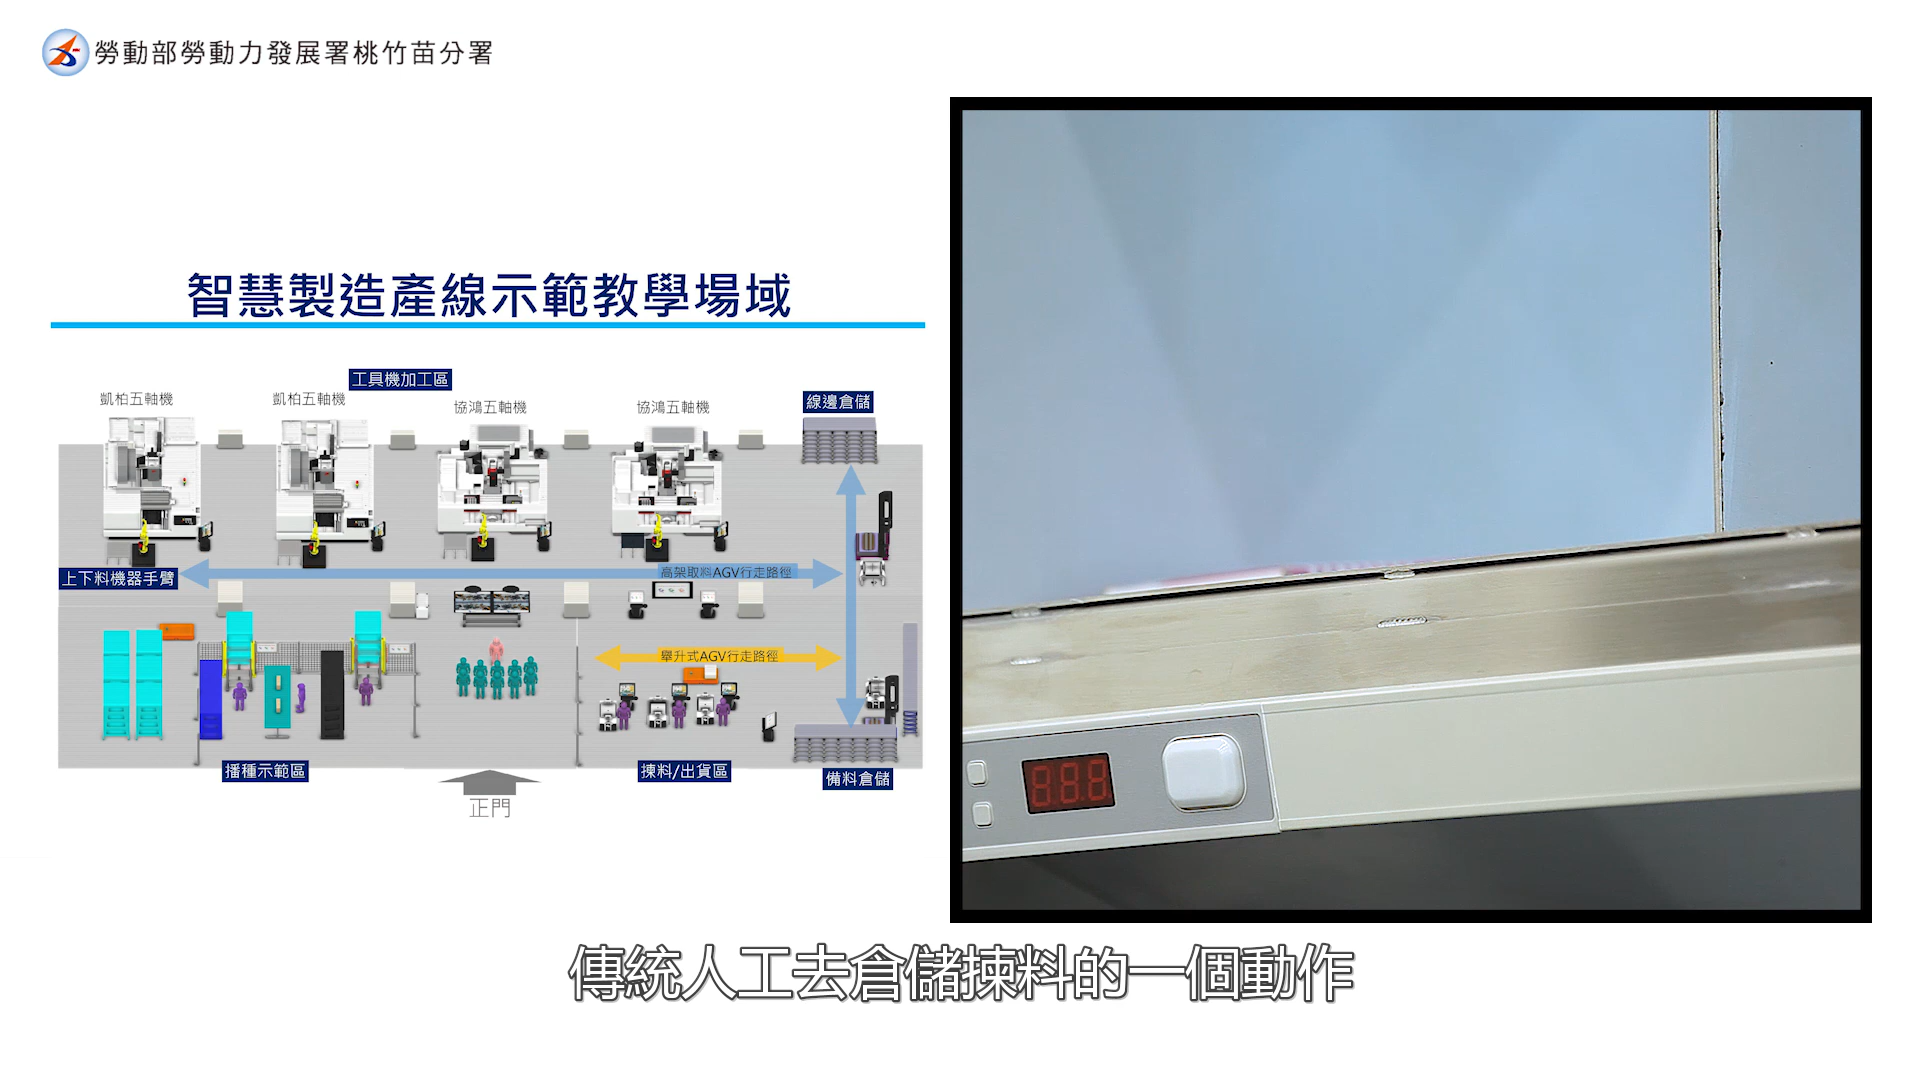 勞動部勞動力發展署桃竹苗分署
智慧製造產線示範教學場域
工具機加工區
凱柏五軸機
凱柏五軸機
協鴻五軸機
協鴻五軸機
線邊倉儲
上下料機器手臂
高架取料AGV行走路徑
舉升式AGV行走路徑
播種示範區
揀料/出貨區
備料倉儲
正門
888
傳統人工去倉儲揀料的一個動作